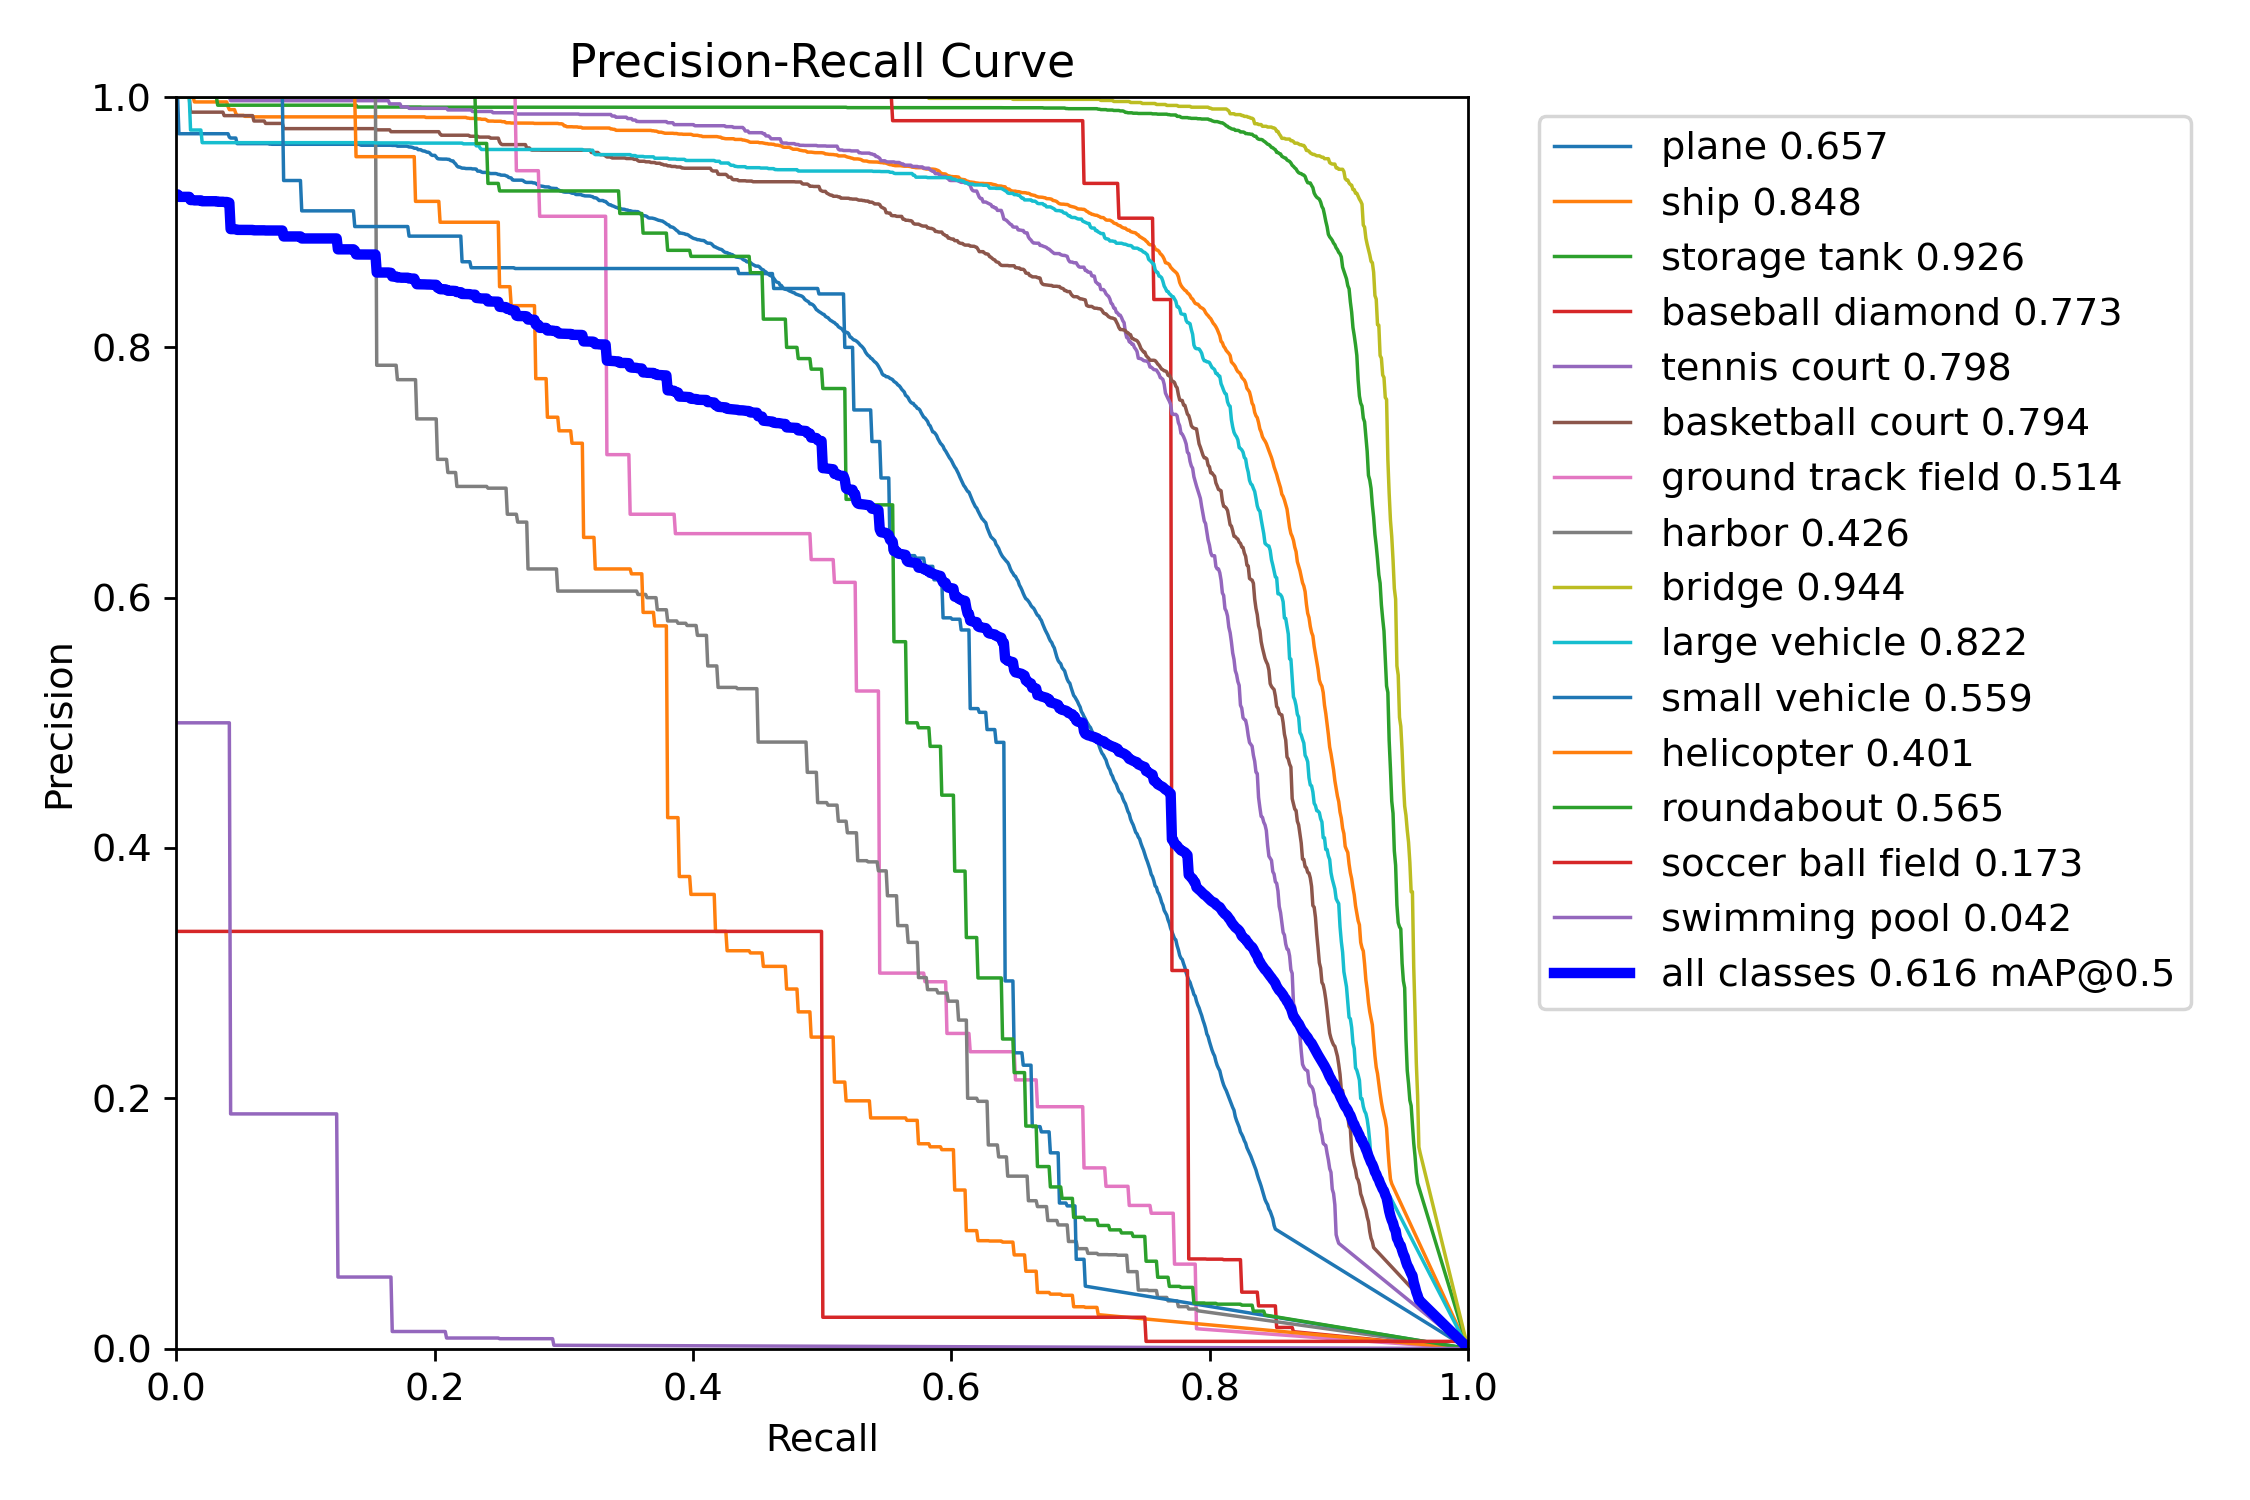 Precision-Recall Curve
1.0
0.8
0.6
0.4
0.2
0.0
Precision
0.0 0.2 0.4 0.6 0.8 1.0
Recall
plane 0.657
ship 0.848
storage tank 0.926
baseball diamond 0.773
tennis court 0.798
basketball court 0.794
ground track field 0.514
harbor 0.426
bridge 0.944
large vehicle 0.822
small vehicle 0.559
helicopter 0.401
roundabout 0.565
soccer ball field 0.173
swimming pool 0.042
all classes 0.616 mAP@0.5